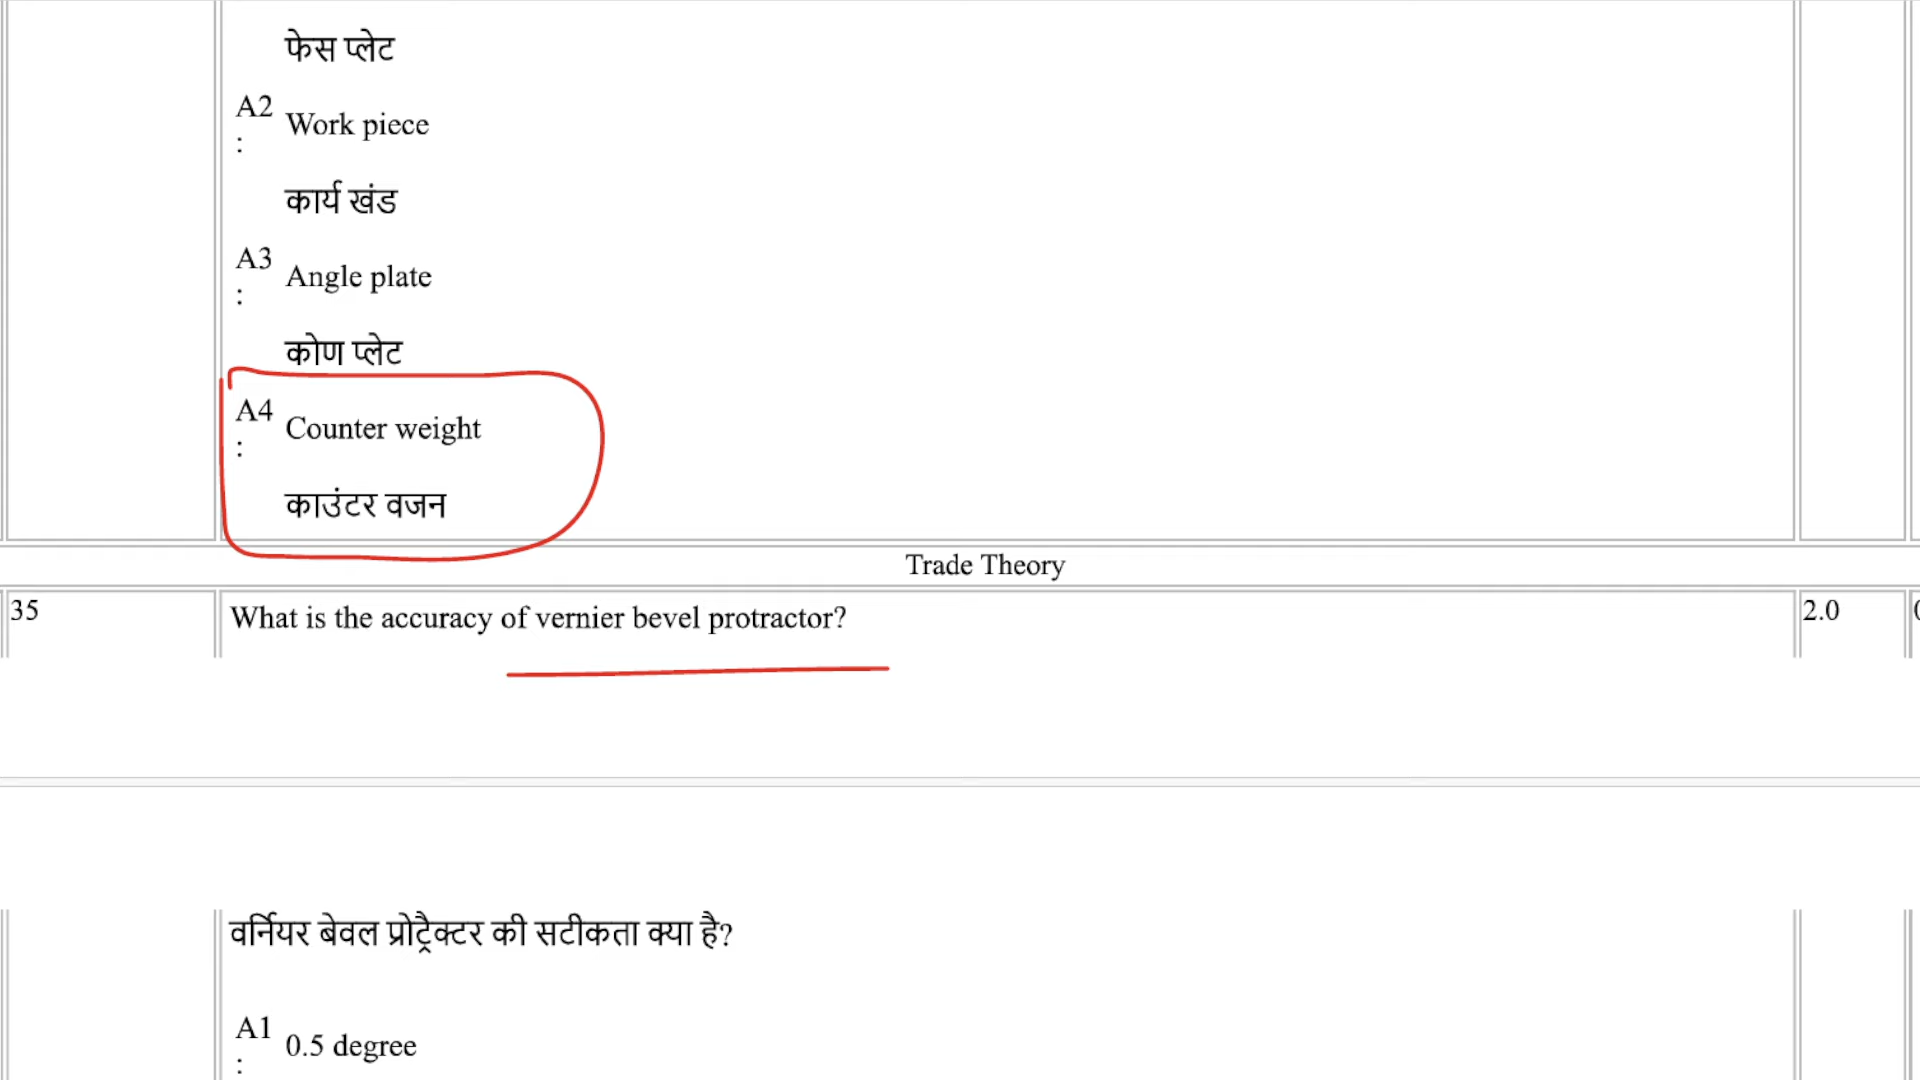 फेस प्लेट
A2
: Work piece
कार्य खंड
A3
: Angle plate
कोण प्लेट
A4
: Counter weight
काउंटर वजन
Trade Theory
35 What is the accuracy of vernier bevel protractor? 2.0
वर्नियर बेवल प्रोट्रैक्टर की सटीकता क्या है?
A1
: 0.5 degree